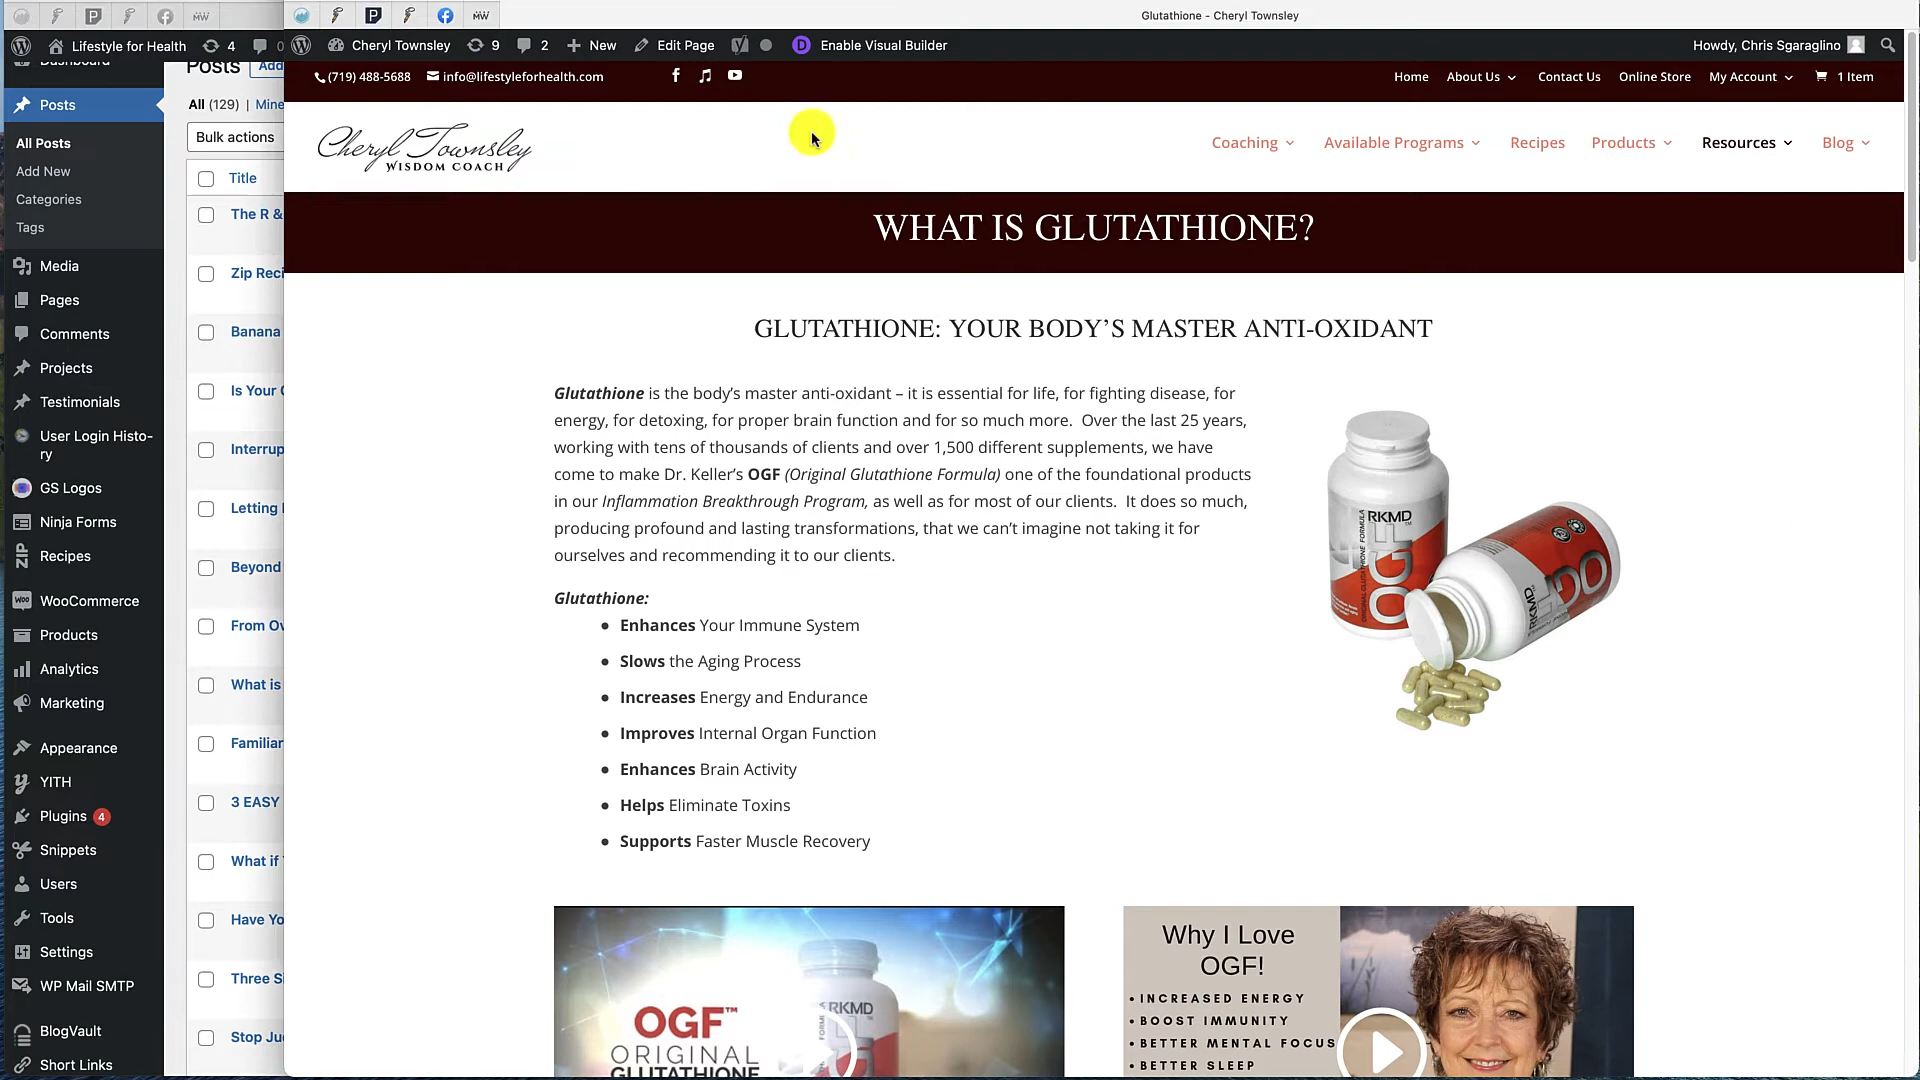 Glutathione - Cheryl Townsley
Lifestyle for Health 4 0
Cheryl Townsley 9 2 New Edit Page Enable Visual Builder Howdy, Chris Sgaraglino
(719) 488-5688 info@lifestyleforhealth.com Home About Us Contact Us Online Store My Account 1 Item
Dashboard
Posts
All Posts
Add New
Categories
Tags
Media
Pages
Comments
Projects
Testimonials
User Login Histo-
ry
GS Logos
Ninja Forms
Recipes
WooCommerce
Products
Analytics
Marketing
Appearance
YITH
Plugins 4
Snippets
Users
Tools
Settings
WP Mail SMTP
BlogVault
Short Links
Posts Add
All (129) | Mine
Bulk actions
Title
The R &
Zip Reci
Banana
Is Your
Interrup
Letting
Beyond
From Ov
What is
Familiar
3 EASY
What if
Have Yo
Three Si
Stop Ju
Cheryl Townsley
WISDOM COACH
Coaching Available Programs Recipes Products Resources Blog
WHAT IS GLUTATHIONE?
GLUTATHIONE: YOUR BODY'S MASTER ANTI-OXIDANT
Glutathione is the body's master anti-oxidant – it is essential for life, for fighting disease, for
energy, for detoxing, for proper brain function and for so much more. Over the last 25 years,
working with tens of thousands of clients and over 1,500 different supplements, we have
come to make Dr. Keller's OGF (Original Glutathione Formula) one of the foundational products
in our Inflammation Breakthrough Program, as well as for most of our clients. It does so much,
producing profound and lasting transformations, that we can't imagine not taking it for
ourselves and recommending it to our clients.
Glutathione:
• Enhances Your Immune System
• Slows the Aging Process
• Increases Energy and Endurance
• Improves Internal Organ Function
• Enhances Brain Activity
• Helps Eliminate Toxins
• Supports Faster Muscle Recovery
RKMD™
OGF
ORIGINAL GLUTATHIONE FORMULA
RKMD
OGF™
ORIGINAL
GLUTATHIONE
RKMD
Why I Love
OGF!
• INCREASED ENERGY
• BOOST IMMUNITY
• BETTER MENTAL FOCUS
• BETTER SLEEP